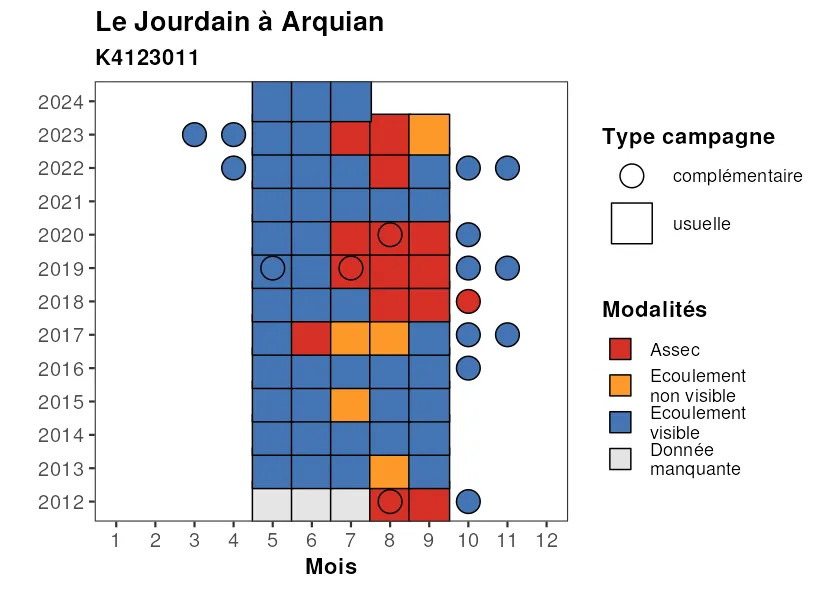 Le Jourdain à Arquian
K4123011
2024
2023
2022
2021
2020
2019
2018
2017
2016
2015
2014
2013
2012
1 2 3 4 5 6 7 8 9 10 11 12
Mois
Type campagne
complémentaire
usuelle
Modalités
Assec
Ecoulement
non visible
Ecoulement
visible
Donnée
manquante